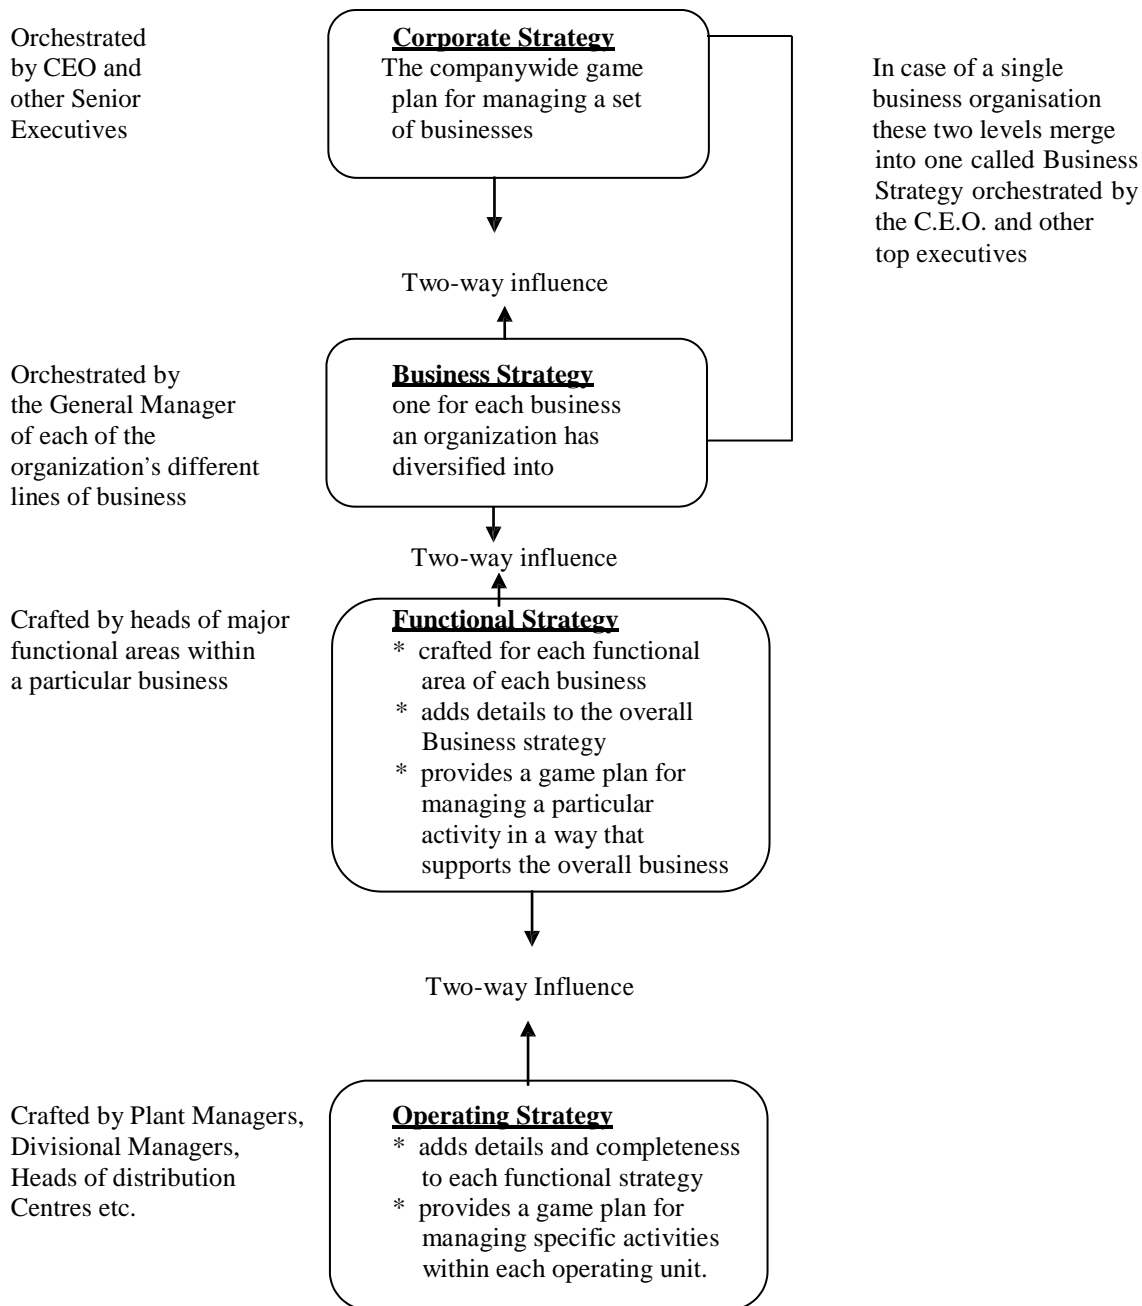 Orchestrated
by CEO and
other Senior
Executives
Corporate Strategy
The companywide game
plan for managing a set
of businesses
In case of a single
business organisation
these two levels merge
into one called Business
Strategy orchestrated by
the C.E.O. and other
top executives
Two-way influence
Orchestrated by
the General Manager
of each of the
organization’s different
lines of business
Business Strategy
one for each business
an organization has
diversified into
Two-way influence
Crafted by heads of major
functional areas within
a particular business
Functional Strategy
* crafted for each functional
area of each business
* adds details to the overall
Business strategy
* provides a game plan for
managing a particular
activity in a way that
supports the overall business
Two-way Influence
Crafted by Plant Managers,
Divisional Managers,
Heads of distribution
Centres etc.
Operating Strategy
* adds details and completeness
to each functional strategy
* provides a game plan for
managing specific activities
within each operating unit.